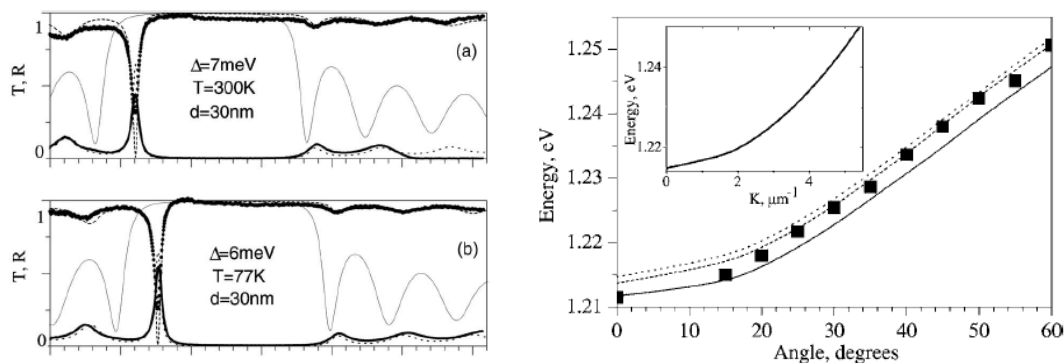 T, R
1
0
(a)
Δ=7meV
T=300K
d=30nm
T, R
1
0
(b)
Δ=6meV
T=77K
d=30nm
Energy, eV
1.25
1.24
1.23
1.22
1.21
Energy, eV
1.24
1.22
0 2 4
K, μm⁻¹
0 10 20 30 40 50 60
Angle, degrees